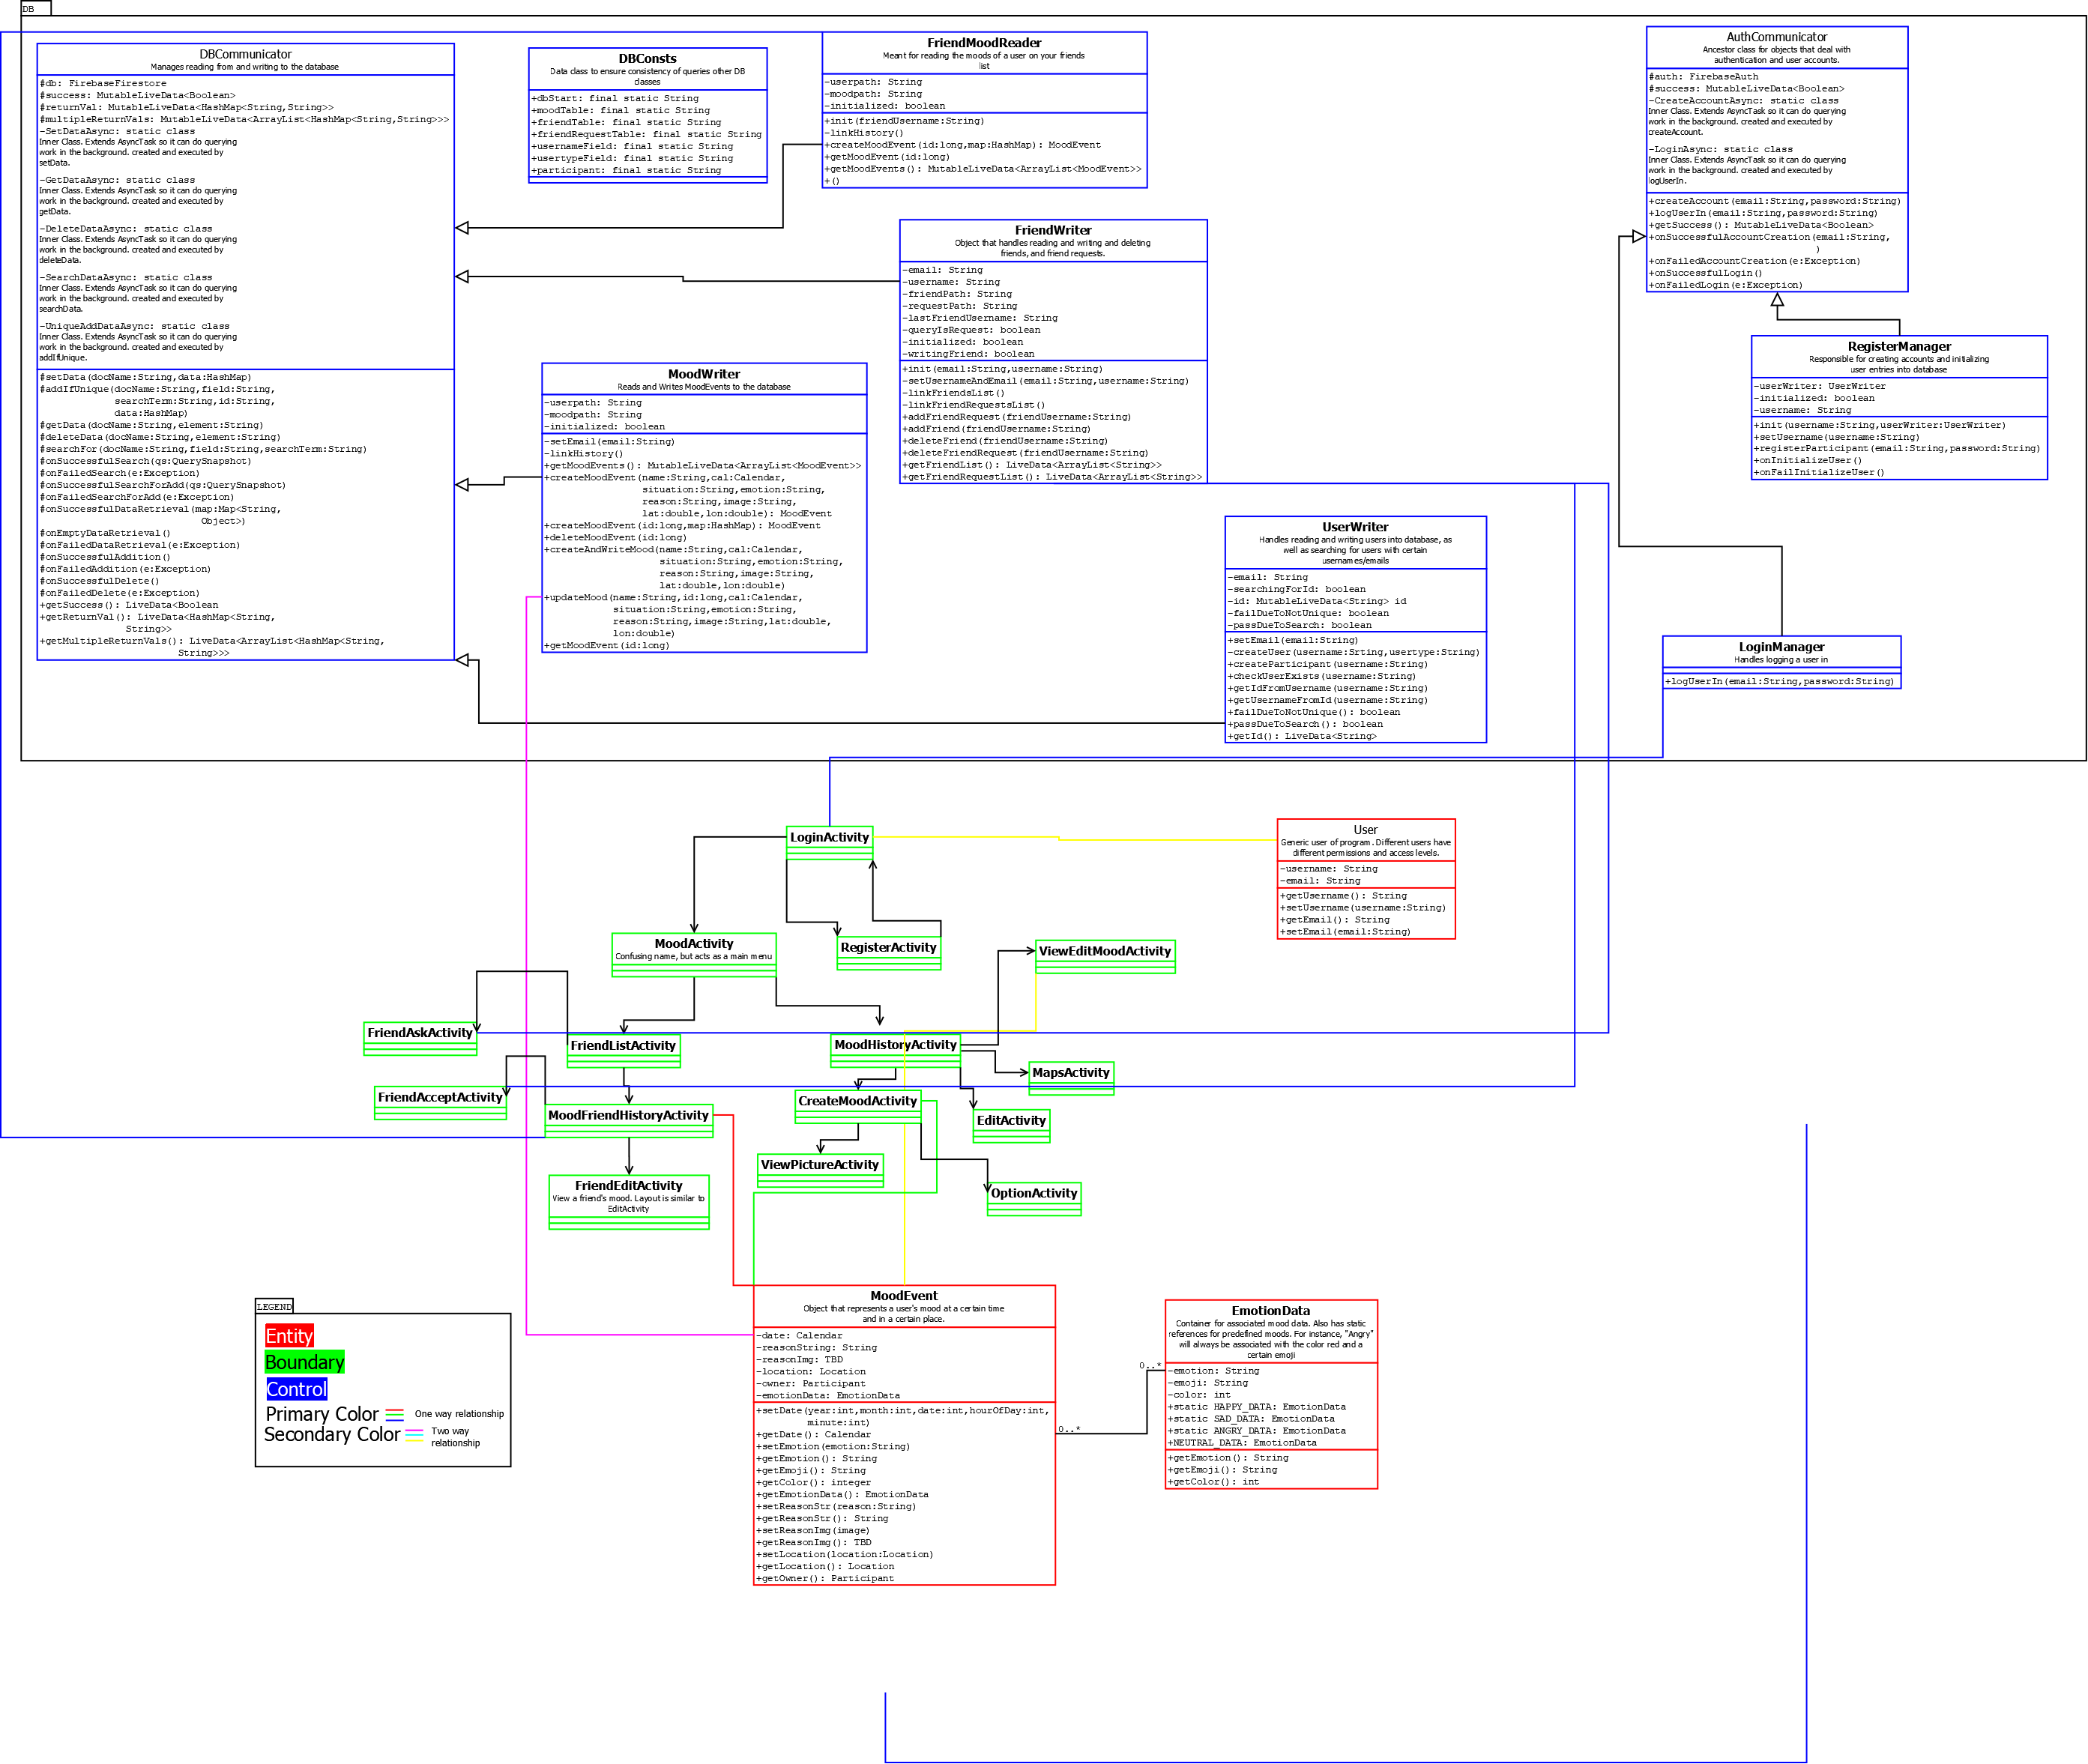 DB
DBCommunicator
Manages reading from and writing to the database
#db: FirebaseFirestore
#success: MutableLiveData<Boolean>
#returnVal: MutableLiveData<HashMap<String,String>>
#multipleReturnVals: MutableLiveData<ArrayList<HashMap<String,String>>>
-SetDataAsync: static class
Inner Class. Extends AsyncTask so it can do querying
work in the background. created and executed by
setData.
-GetDataAsync: static class
Inner Class. Extends AsyncTask so it can do querying
work in the background. created and executed by
getData.
-DeleteDataAsync: static class
Inner Class. Extends AsyncTask so it can do querying
work in the background. created and executed by
deleteData.
-SearchDataAsync: static class
Inner Class. Extends AsyncTask so it can do querying
work in the background. created and executed by
searchData.
-UniqueAddDataAsync: static class
Inner Class. Extends AsyncTask so it can do querying
work in the background. created and executed by
addIfUnique.
#setData(docName:String,data:HashMap)
#addIfUnique(docName:String,field:String,
searchTerm:String,id:String,
data:HashMap)
#getData(docName:String,element:String)
#deleteData(docName:String,element:String)
#searchFor(docName:String,field:String,searchTerm:String)
#onSuccessfulSearch(qs:QuerySnapshot)
#onFailedSearch(e:Exception)
#onSuccessfulSearchForAdd(qs:QuerySnapshot)
#onFailedSearchForAdd(e:Exception)
#onSuccessfulDataRetrieval(map:Map<String,
Object>)
#onEmptyDataRetrieval()
#onFailedDataRetrieval(e:Exception)
#onSuccessfulAddition()
#onFailedAddition(e:Exception)
#onSuccessfulDelete()
#onFailedDelete(e:Exception)
+getSuccess(): LiveData<Boolean
+getReturnVal(): LiveData<HashMap<String,
String>>
+getMultipleReturnVals(): LiveData<ArrayList<HashMap<String,
String>>>
DBConsts
Data class to ensure consistency of queries other DB
classes
+dbStart: final static String
+moodTable: final static String
+friendTable: final static String
+friendRequestTable: final static String
+usernameField: final static String
+usertypeField: final static String
+participant: final static String
FriendMoodReader
Meant for reading the moods of a user on your friends
list
-userpath: String
-moodpath: String
-initialized: boolean
+init(friendUsername:String)
-linkHistory()
+createMoodEvent(id:long,map:HashMap): MoodEvent
+getMoodEvent(id:long)
+getMoodEvents(): MutableLiveData<ArrayList<MoodEvent>>
+()
FriendWriter
Object that handles reading and writing and deleting
friends, and friend requests.
-email: String
-username: String
-friendPath: String
-requestPath: String
-lastFriendUsername: String
-queryIsRequest: boolean
-initialized: boolean
-writingFriend: boolean
+init(email:String,username:String)
-setUsernameAndEmail(email:String,username:String)
-linkFriendsList()
-linkFriendRequestsList()
+addFriendRequest(friendUsername:String)
+addFriend(friendUsername:String)
+deleteFriend(friendUsername:String)
+deleteFriendRequest(friendUsername:String)
+getFriendList(): LiveData<ArrayList<String>>
+getFriendRequestList(): LiveData<ArrayList<String>>
MoodWriter
Reads and Writes MoodEvents to the database
-userpath: String
-moodpath: String
-initialized: boolean
-setEmail(email:String)
-linkHistory()
+getMoodEvents(): MutableLiveData<ArrayList<MoodEvent>>
+createMoodEvent(name:String,cal:Calendar,
situation:String,emotion:String,
reason:String,image:String,
lat:double,lon:double): MoodEvent
+createMoodEvent(id:long,map:HashMap): MoodEvent
+deleteMoodEvent(id:long)
+createAndWriteMood(name:String,cal:Calendar,
situation:String,emotion:String,
reason:String,image:String,
lat:double,lon:double)
+updateMood(name:String,id:long,cal:Calendar,
situation:String,emotion:String,
reason:String,image:String,lat:double,
lon:double)
+getMoodEvent(id:long)
UserWriter
Handles reading and writing users into database, as
well as searching for users with certain
usernames/emails
-email: String
-searchingForId: boolean
-id: MutableLiveData<String> id
-failDueToNotUnique: boolean
-passDueToSearch: boolean
+setEmail(email:String)
-createUser(username:Srting,usertype:String)
+createParticipant(username:String)
+checkUserExists(username:String)
+getIdFromUsername(username:String)
+getUsernameFromId(username:String)
+failDueToNotUnique(): boolean
+passDueToSearch(): boolean
+getId(): LiveData<String>
AuthCommunicator
Ancestor class for objects that deal with
authentication and user accounts.
#auth: FirebaseAuth
#success: MutableLiveData<Boolean>
-CreateAccountAsync: static class
Inner Class. Extends AsyncTask so it can do querying
work in the background. created and executed by
createAccount.
-LoginAsync: static class
Inner Class. Extends AsyncTask so it can do querying
work in the background. created and executed by
logUserIn.
+createAccount(email:String,password:String)
+logUserIn(email:String,password:String)
+getSuccess(): MutableLiveData<Boolean>
+onSuccessfulAccountCreation(email:String,
)
+onFailedAccountCreation(e:Exception)
+onSuccessfulLogin()
+onFailedLogin(e:Exception)
RegisterManager
Responsible for creating accounts and initializing
user entries into database
-userWriter: UserWriter
-initialized: boolean
-username: String
+init(username:String,userWriter:UserWriter)
+setUsername(username:String)
+registerParticipant(email:String,password:String)
+onInitializeUser()
+onFailInitializeUser()
LoginManager
Handles logging a user in
+logUserIn(email:String,password:String)
LoginActivity
User
Generic user of program. Different users have
different permissions and access levels.
-username: String
-email: String
+getUsername(): String
+setUsername(username:String)
+getEmail(): String
+setEmail(email:String)
MoodActivity
Confusing name, but acts as a main menu
RegisterActivity
ViewEditMoodActivity
FriendAskActivity
FriendListActivity
MoodHistoryActivity
MapsActivity
FriendAcceptActivity
MoodFriendHistoryActivity
CreateMoodActivity
EditActivity
ViewPictureActivity
FriendEditActivity
View a friend's mood. Layout is similar to
EditActivity
OptionActivity
LEGEND
Entity
Boundary
Control
Primary Color
One way relationship
Secondary Color
Two way
relationship
MoodEvent
Object that represents a user's mood at a certain time
and in a certain place.
-date: Calendar
-reasonString: String
-reasonImg: TBD
-location: Location
-owner: Participant
-emotionData: EmotionData
+setDate(year:int,month:int,date:int,hourOfDay:int,
minute:int)
+getDate(): Calendar
+setEmotion(emotion:String)
+getEmotion(): String
+getEmoji(): String
+getColor(): integer
+getEmotionData(): EmotionData
+setReasonStr(reason:String)
+getReasonStr(): String
+setReasonImg(image)
+getReasonImg(): TBD
+setLocation(location:Location)
+getLocation(): Location
+getOwner(): Participant
0..*
0..*
EmotionData
Container for associated mood data. Also has static
references for predefined moods. For instance, "Angry"
will always be associated with the color red and a
certain emoji
-emotion: String
-emoji: String
-color: int
+static HAPPY_DATA: EmotionData
+static SAD_DATA: EmotionData
+static ANGRY_DATA: EmotionData
+NEUTRAL_DATA: EmotionData
+getEmotion(): String
+getEmoji(): String
+getColor(): int